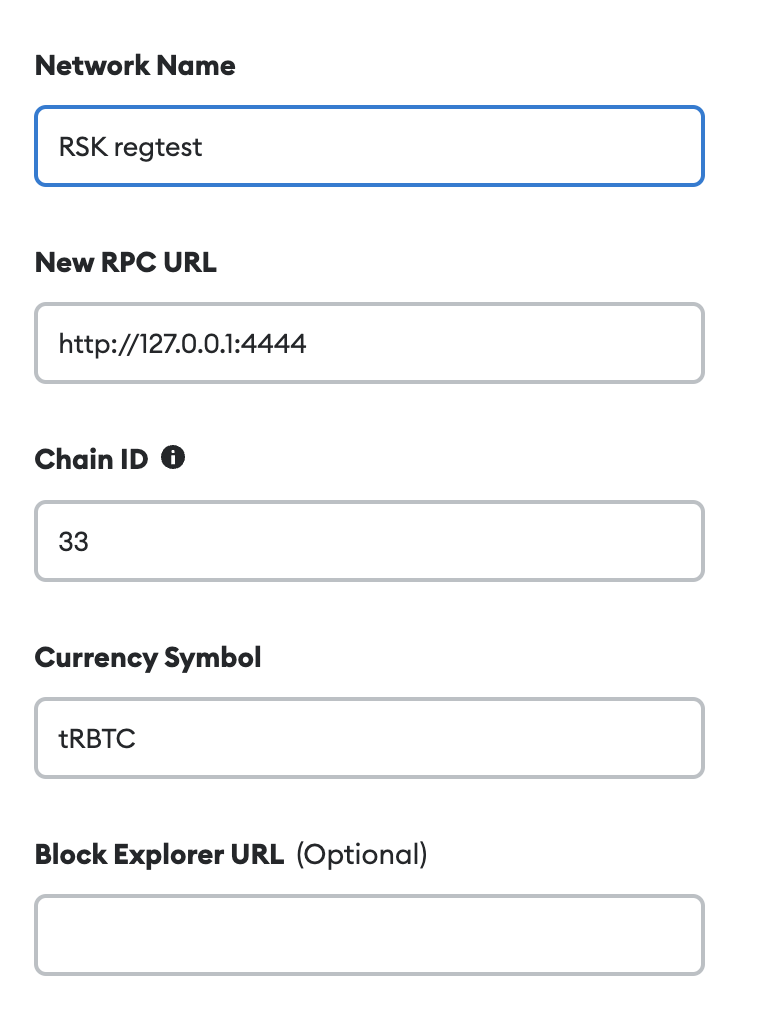 Network Name
RSK regtest
New RPC URL
http://127.0.0.1:4444
Chain ID
33
Currency Symbol
tRBTC
Block Explorer URL (Optional)